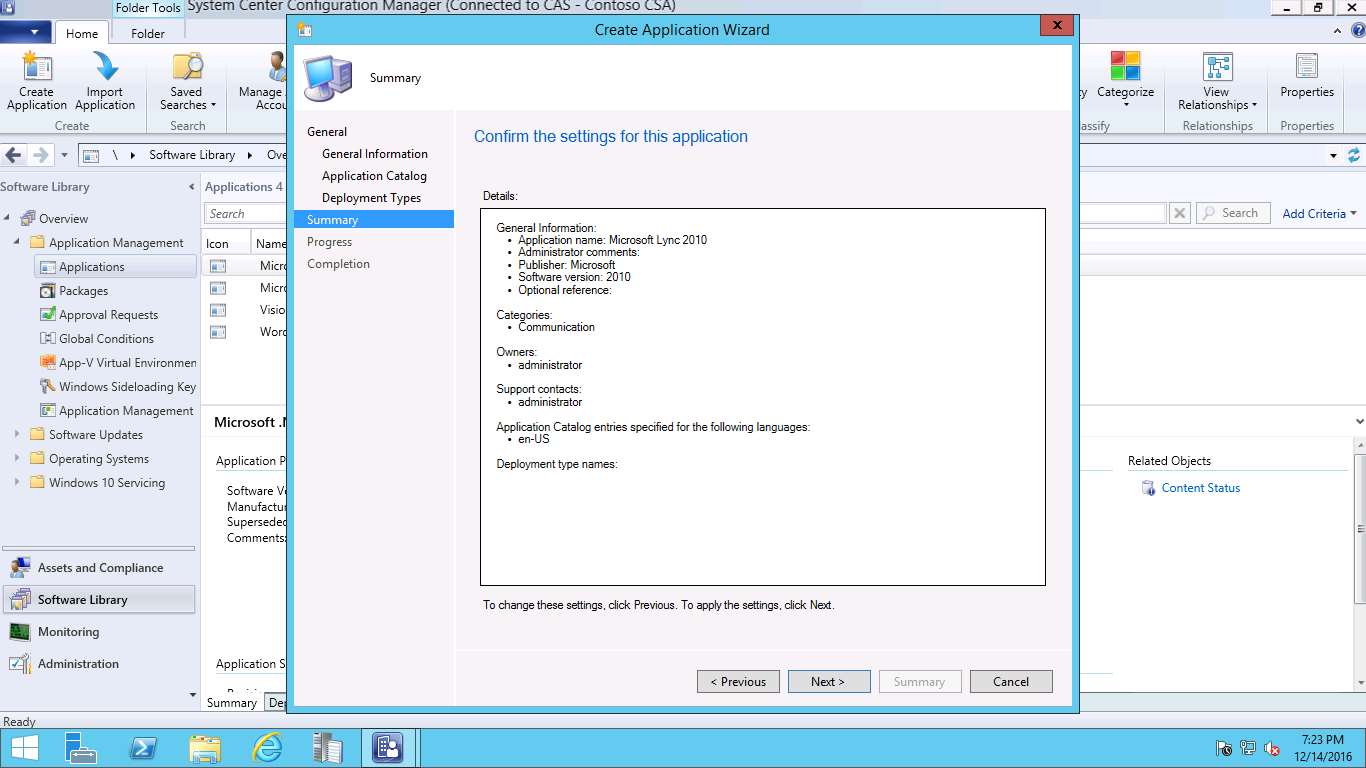 Folder Tools
System Center Configuration Manager (Connected to CAS - Contoso CSA)
Home
Folder
Create
Application
Import
Application
Saved
Searches
Manage
View
Relationships
Categorize
Properties
Create
Search
Relationships
Properties
\
Software Library
Software Library
Applications 4
Search
Search
Add Criteria
Overview
Application Management
Applications
Packages
Approval Requests
Global Conditions
App-V Virtual Environmen
Windows Sideloading Key
Application Management
Software Updates
Operating Systems
Windows 10 Servicing
Icon
Name
Micr
Micr
Visio
Word
Microsoft .
Application P
Software Ve
Manufactur
Superseded
Comments:
Application S
Summary
Related Objects
Content Status
Assets and Compliance
Software Library
Monitoring
Administration
Ready
Create Application Wizard
Summary
General
General Information
Application Catalog
Deployment Types
Summary
Progress
Completion
Confirm the settings for this application
Details:
General Information:
• Application name: Microsoft Lync 2010
• Administrator comments:
• Publisher: Microsoft
• Software version: 2010
• Optional reference:
Categories:
• Communication
Owners:
• administrator
Support contacts:
• administrator
Application Catalog entries specified for the following languages:
• en-US
Deployment type names:
To change these settings, click Previous. To apply the settings, click Next.
< Previous
Next >
Summary
Cancel
7:23 PM
12/14/2016